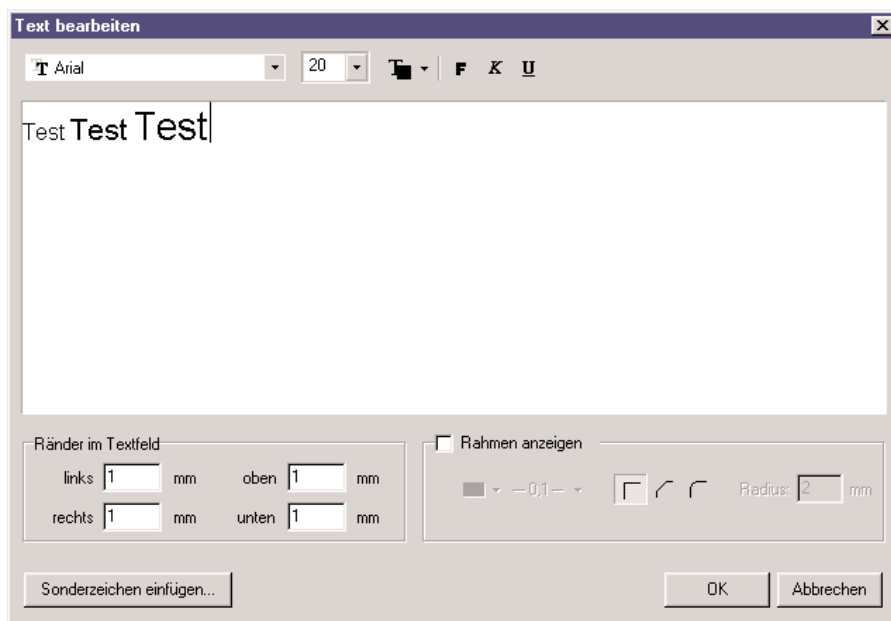 Text bearbeiten
Arial 20 F K U
Test Test Test
Ränder im Textfeld
links 1 mm oben 1 mm
rechts 1 mm unten 1 mm
Rahmen anzeigen
0,1 Radius: 2 mm
Sonderzeichen einfügen... OK Abbrechen